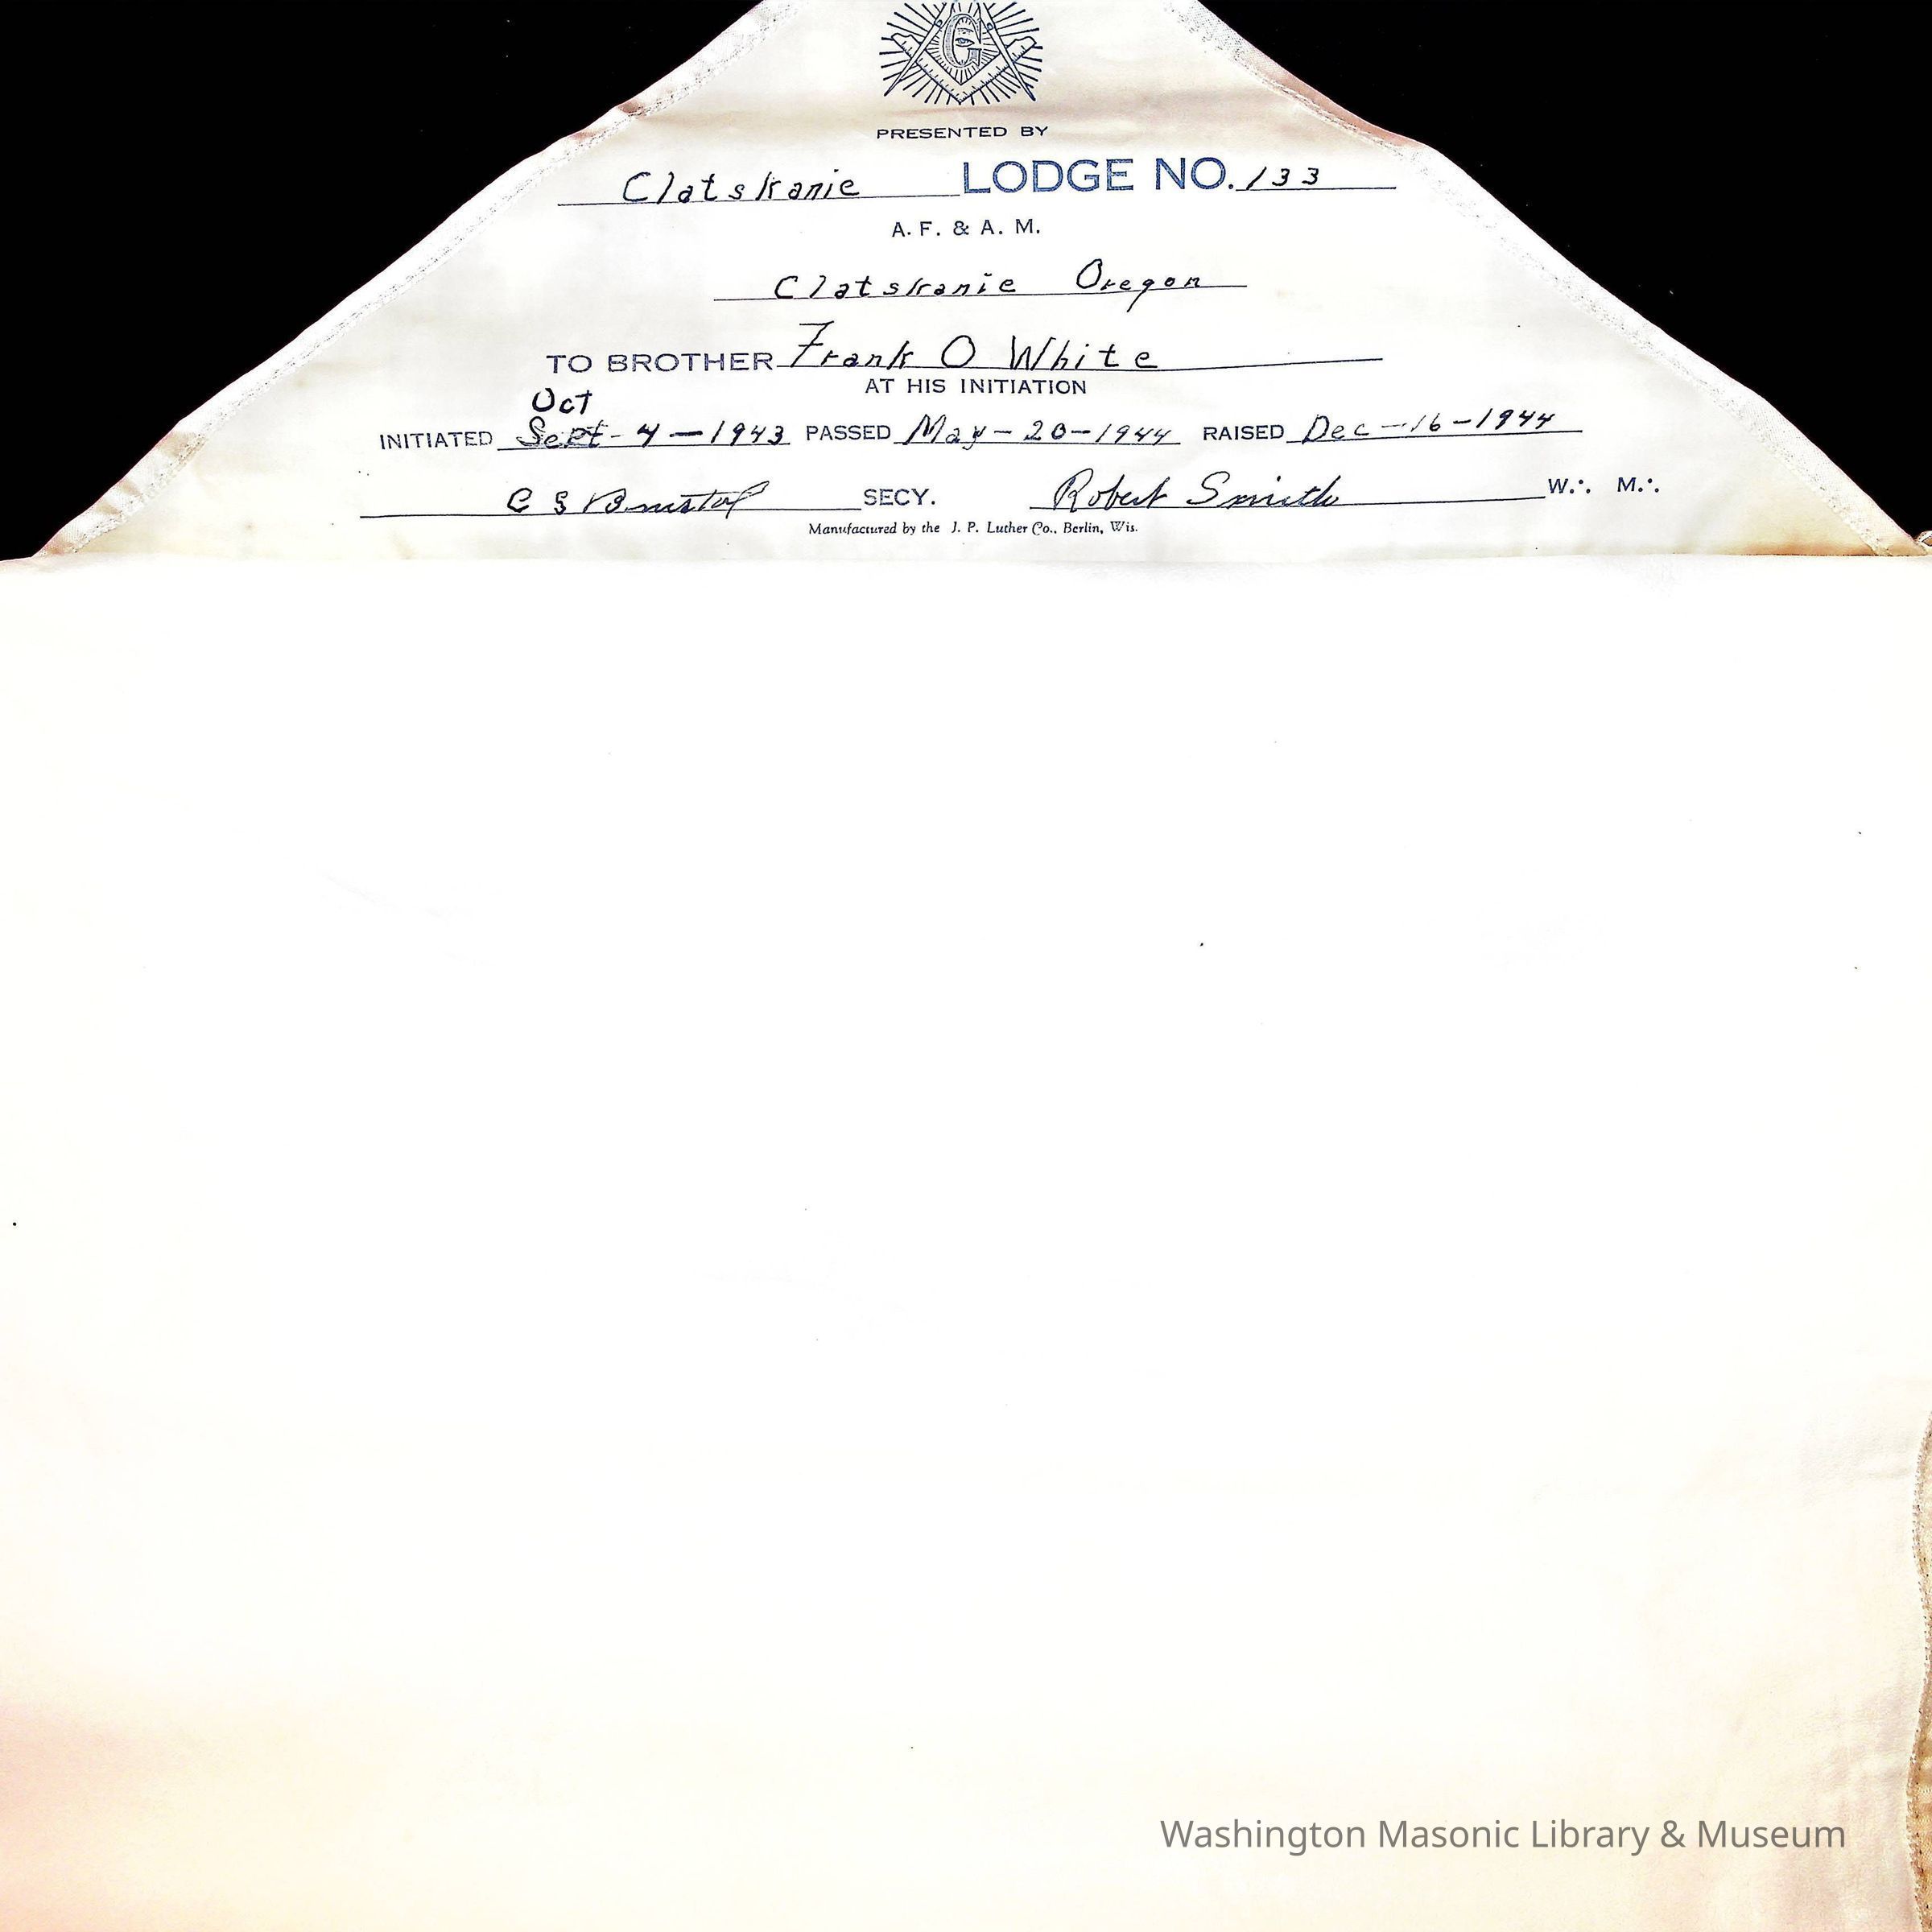 G
PRESENTED BY
Clatskanie LODGE NO. 133
A. F. & A. M.
Clatskanie Oregon
TO BROTHER Frank O White
AT HIS INITIATION
Oct
INITIATED Sept - 4 - 1943 PASSED May - 20 - 1944 RAISED Dec - 16 - 1944
C S SECY. Robert Smith W.∴ M.∴
Manufactured by the J. P. Luther Co., Berlin, Wis.
Washington Masonic Library & Museum